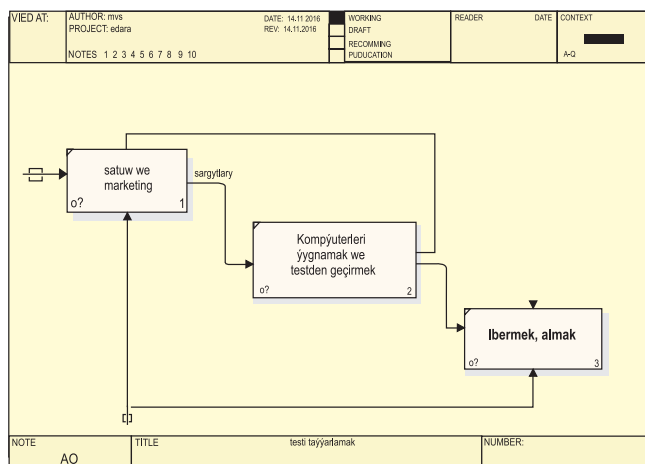 VIED AT:
AUTHOR: mvs
PROJECT: edara
NOTES 1 2 3 4 5 6 7 8 9 10
DATE: 14.11 2016
REV: 14.11.2016
WORKING
DRAFT
RECOMMING
PUDUCATION
READER DATE
CONTEXT
A-Q
satuw we
marketing
o? 1
sargytlary
Kompýuterleri
ýygnamak we
testden geçirmek
o? 2
Ibermek, almak
o? 3
NOTE
AO
TITLE
testi taýýarlamak
NUMBER: